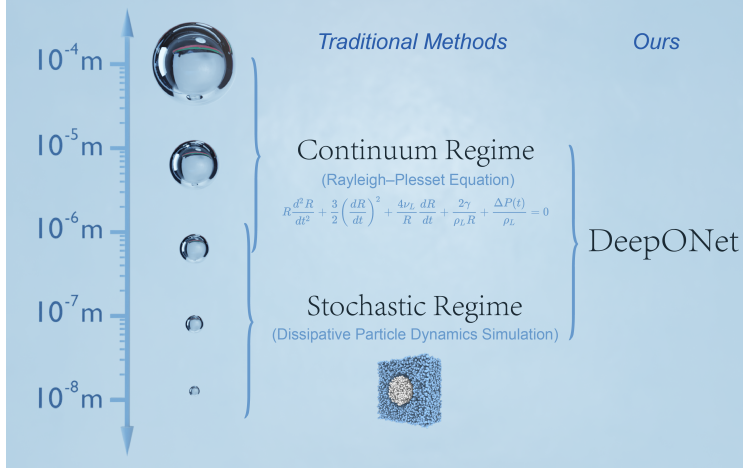 Traditional Methods
Ours
10⁻⁴m
10⁻⁵m
10⁻⁶m
10⁻⁷m
10⁻⁸m
Continuum Regime
(Rayleigh–Plesset Equation)
R d²R/dt² + 3/2 (dR/dt)² + 4ν_L/R dR/dt + 2γ/ρ_L R + ΔP(t)/ρ_L = 0
Stochastic Regime
(Dissipative Particle Dynamics Simulation)
DeepONet